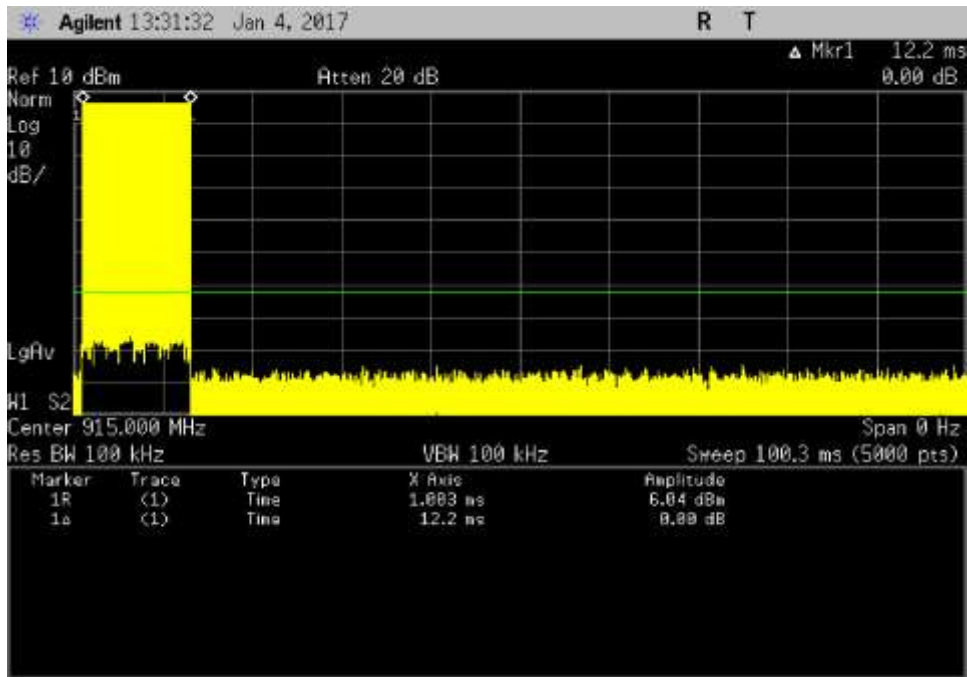 Agilent 13:31:32 Jan 4, 2017 R T
Δ Mkr1 12.2 ms
Ref 10 dBm Atten 20 dB 0.00 dB
Norm
Log
10
dB/
LgAv
W1 S2
Center 915.000 MHz Span 0 Hz
Res BW 100 kHz VBW 100 kHz Sweep 100.3 ms (5000 pts)
Marker Trace Type X Axis Amplitude
1R (1) Time 1.003 ms 6.04 dBm
1Δ (1) Time 12.2 ms 0.00 dB